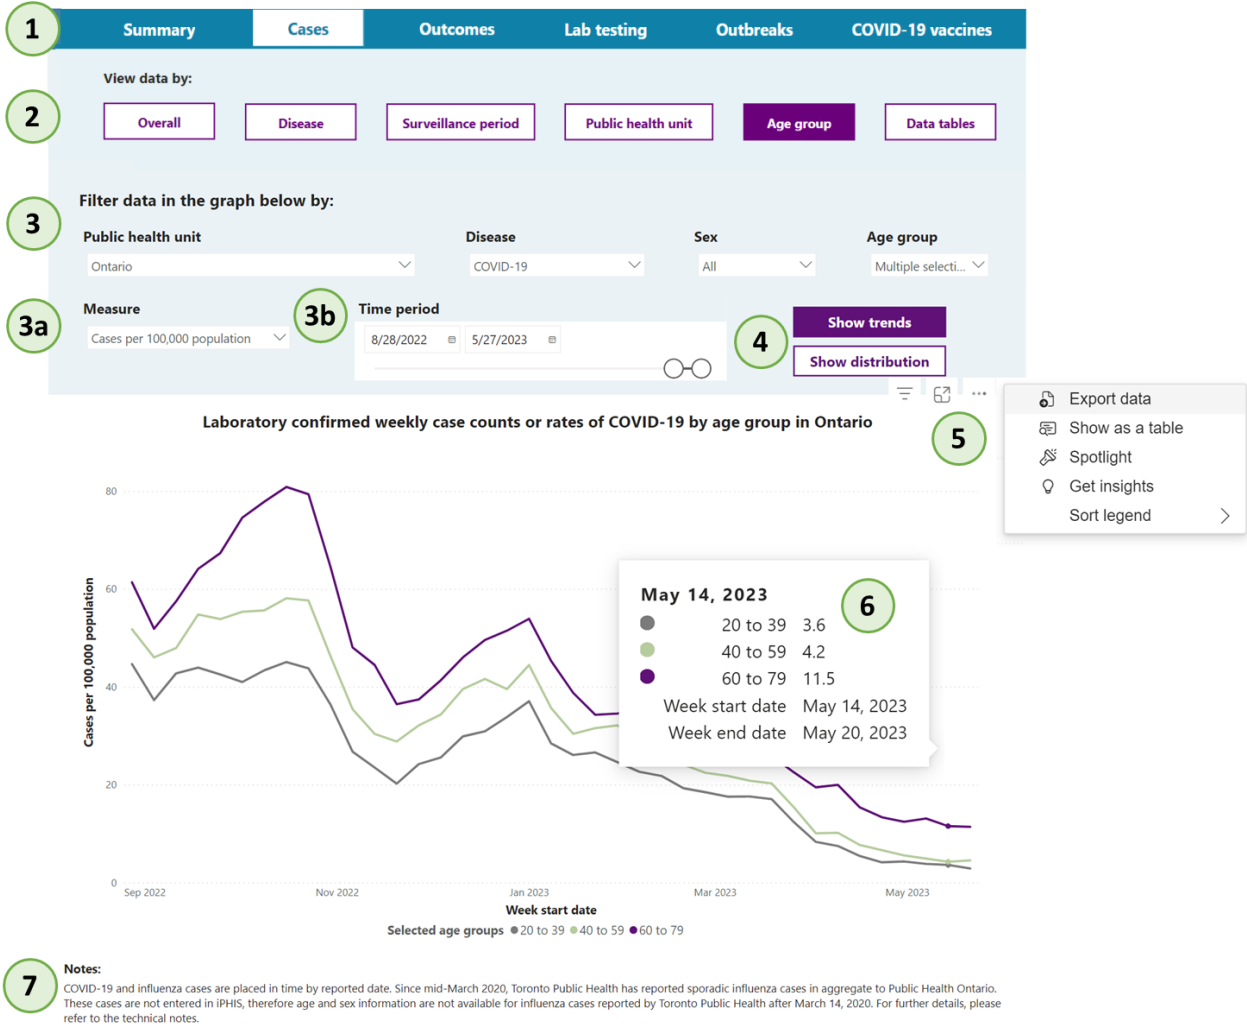 1 Summary Cases Outcomes Lab testing Outbreaks COVID-19 vaccines
View data by:
2 Overall Disease Surveillance period Public health unit Age group Data tables
Filter data in the graph below by:
3
Public health unit Disease Sex Age group
Ontario COVID-19 All Multiple selecti...
3a Measure 3b Time period
Cases per 100,000 population 8/28/2022 5/27/2023
4 Show trends
Show distribution
5
Export data
Show as a table
Spotlight
Get insights
Sort legend
Laboratory confirmed weekly case counts or rates of COVID-19 by age group in Ontario
Cases per 100,000 population
80
60
40
20
0
May 14, 2023
6
20 to 39 3.6
40 to 59 4.2
60 to 79 11.5
Week start date May 14, 2023
Week end date May 20, 2023
Sep 2022 Nov 2022 Jan 2023 Mar 2023 May 2023
Week start date
Selected age groups 20 to 39 40 to 59 60 to 79
7
Notes:
COVID-19 and influenza cases are placed in time by reported date. Since mid-March 2020, Toronto Public Health has reported sporadic influenza cases in aggregate to Public Health Ontario.
These cases are not entered in iPHIS, therefore age and sex information are not available for influenza cases reported by Toronto Public Health after March 14, 2020. For further details, please
refer to the technical notes.